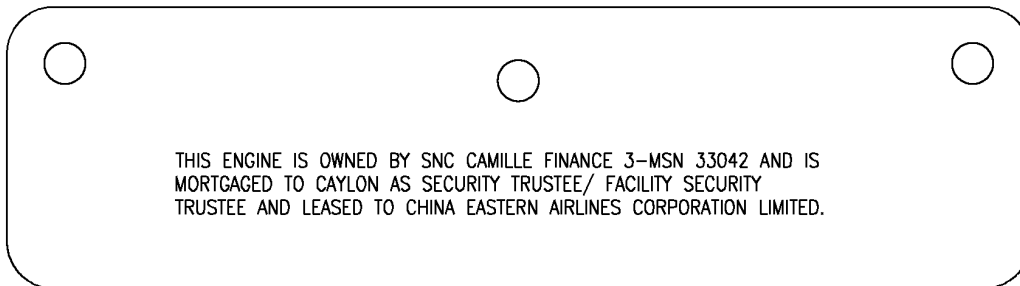 THIS ENGINE IS OWNED BY SNC CAMILLE FINANCE 3-MSN 33042 AND IS
MORTGAGED TO CAYLON AS SECURITY TRUSTEE/ FACILITY SECURITY
TRUSTEE AND LEASED TO CHINA EASTERN AIRLINES CORPORATION LIMITED.